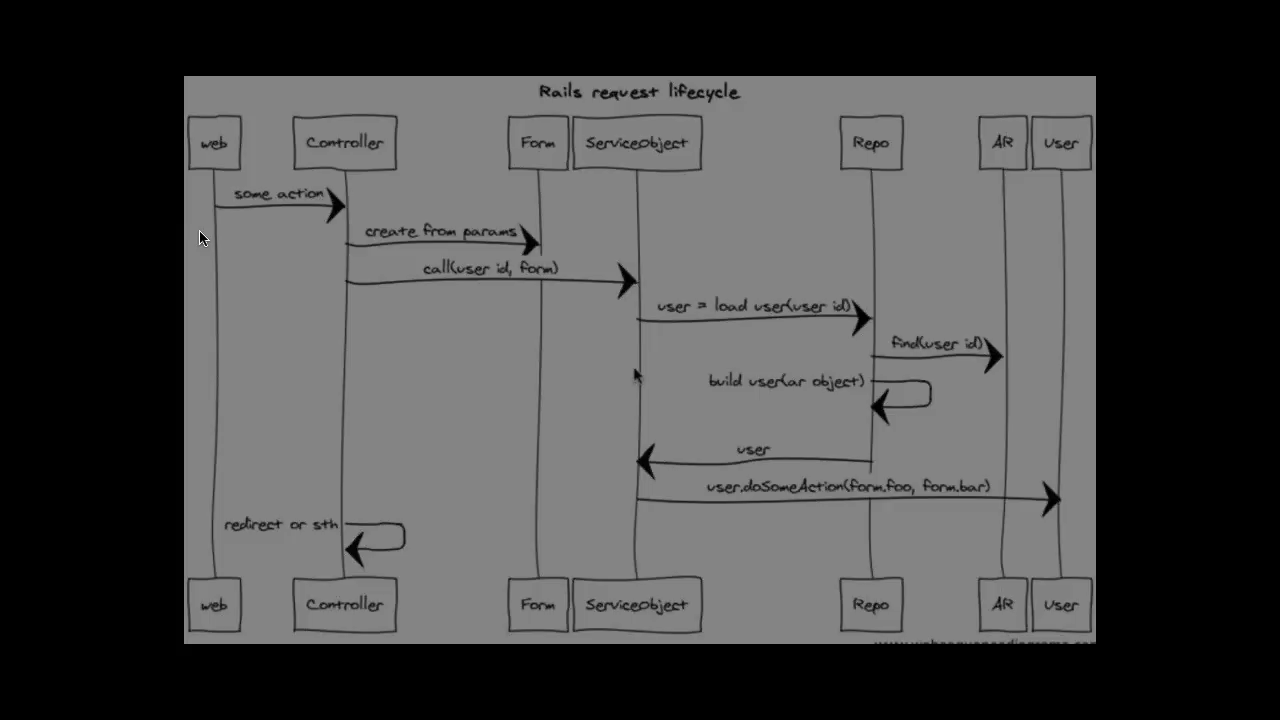 Rails request lifecycle
web Controller Form ServiceObject Repo AR User
some action
create from params
call(user id, form)
user = load user(user id)
find(user id)
build user(ar object)
user
user.doSomeAction(form.foo, form.bar)
redirect or sth
web Controller Form ServiceObject Repo AR User